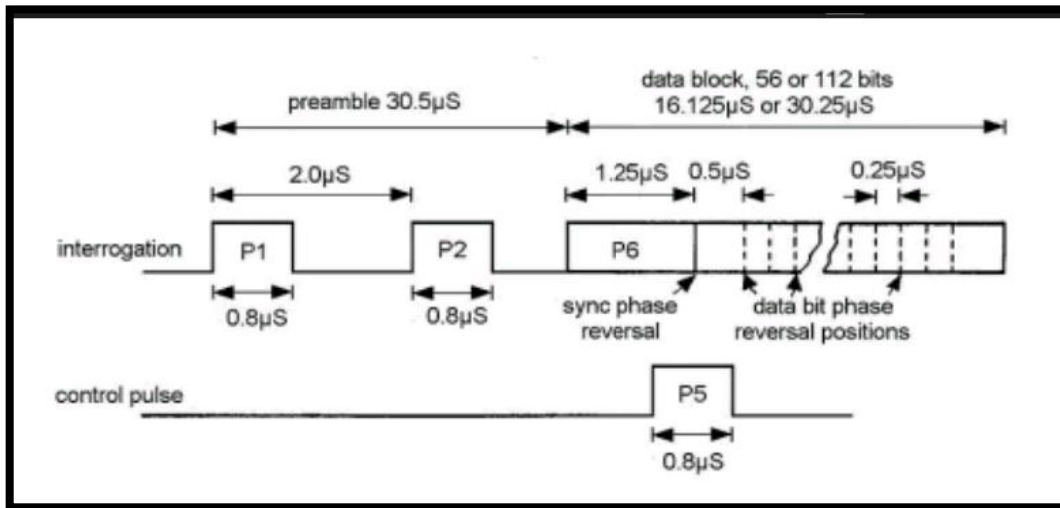 data block, 56 or 112 bits
preamble 30.5µS
16.125µS or 30.25µS
2.0µS
1.25µS
0.5µS
0.25µS
interrogation
P1
P2
P6
0.8µS
0.8µS
sync phase
reversal
data bit phase
reversal positions
control pulse
P5
0.8µS